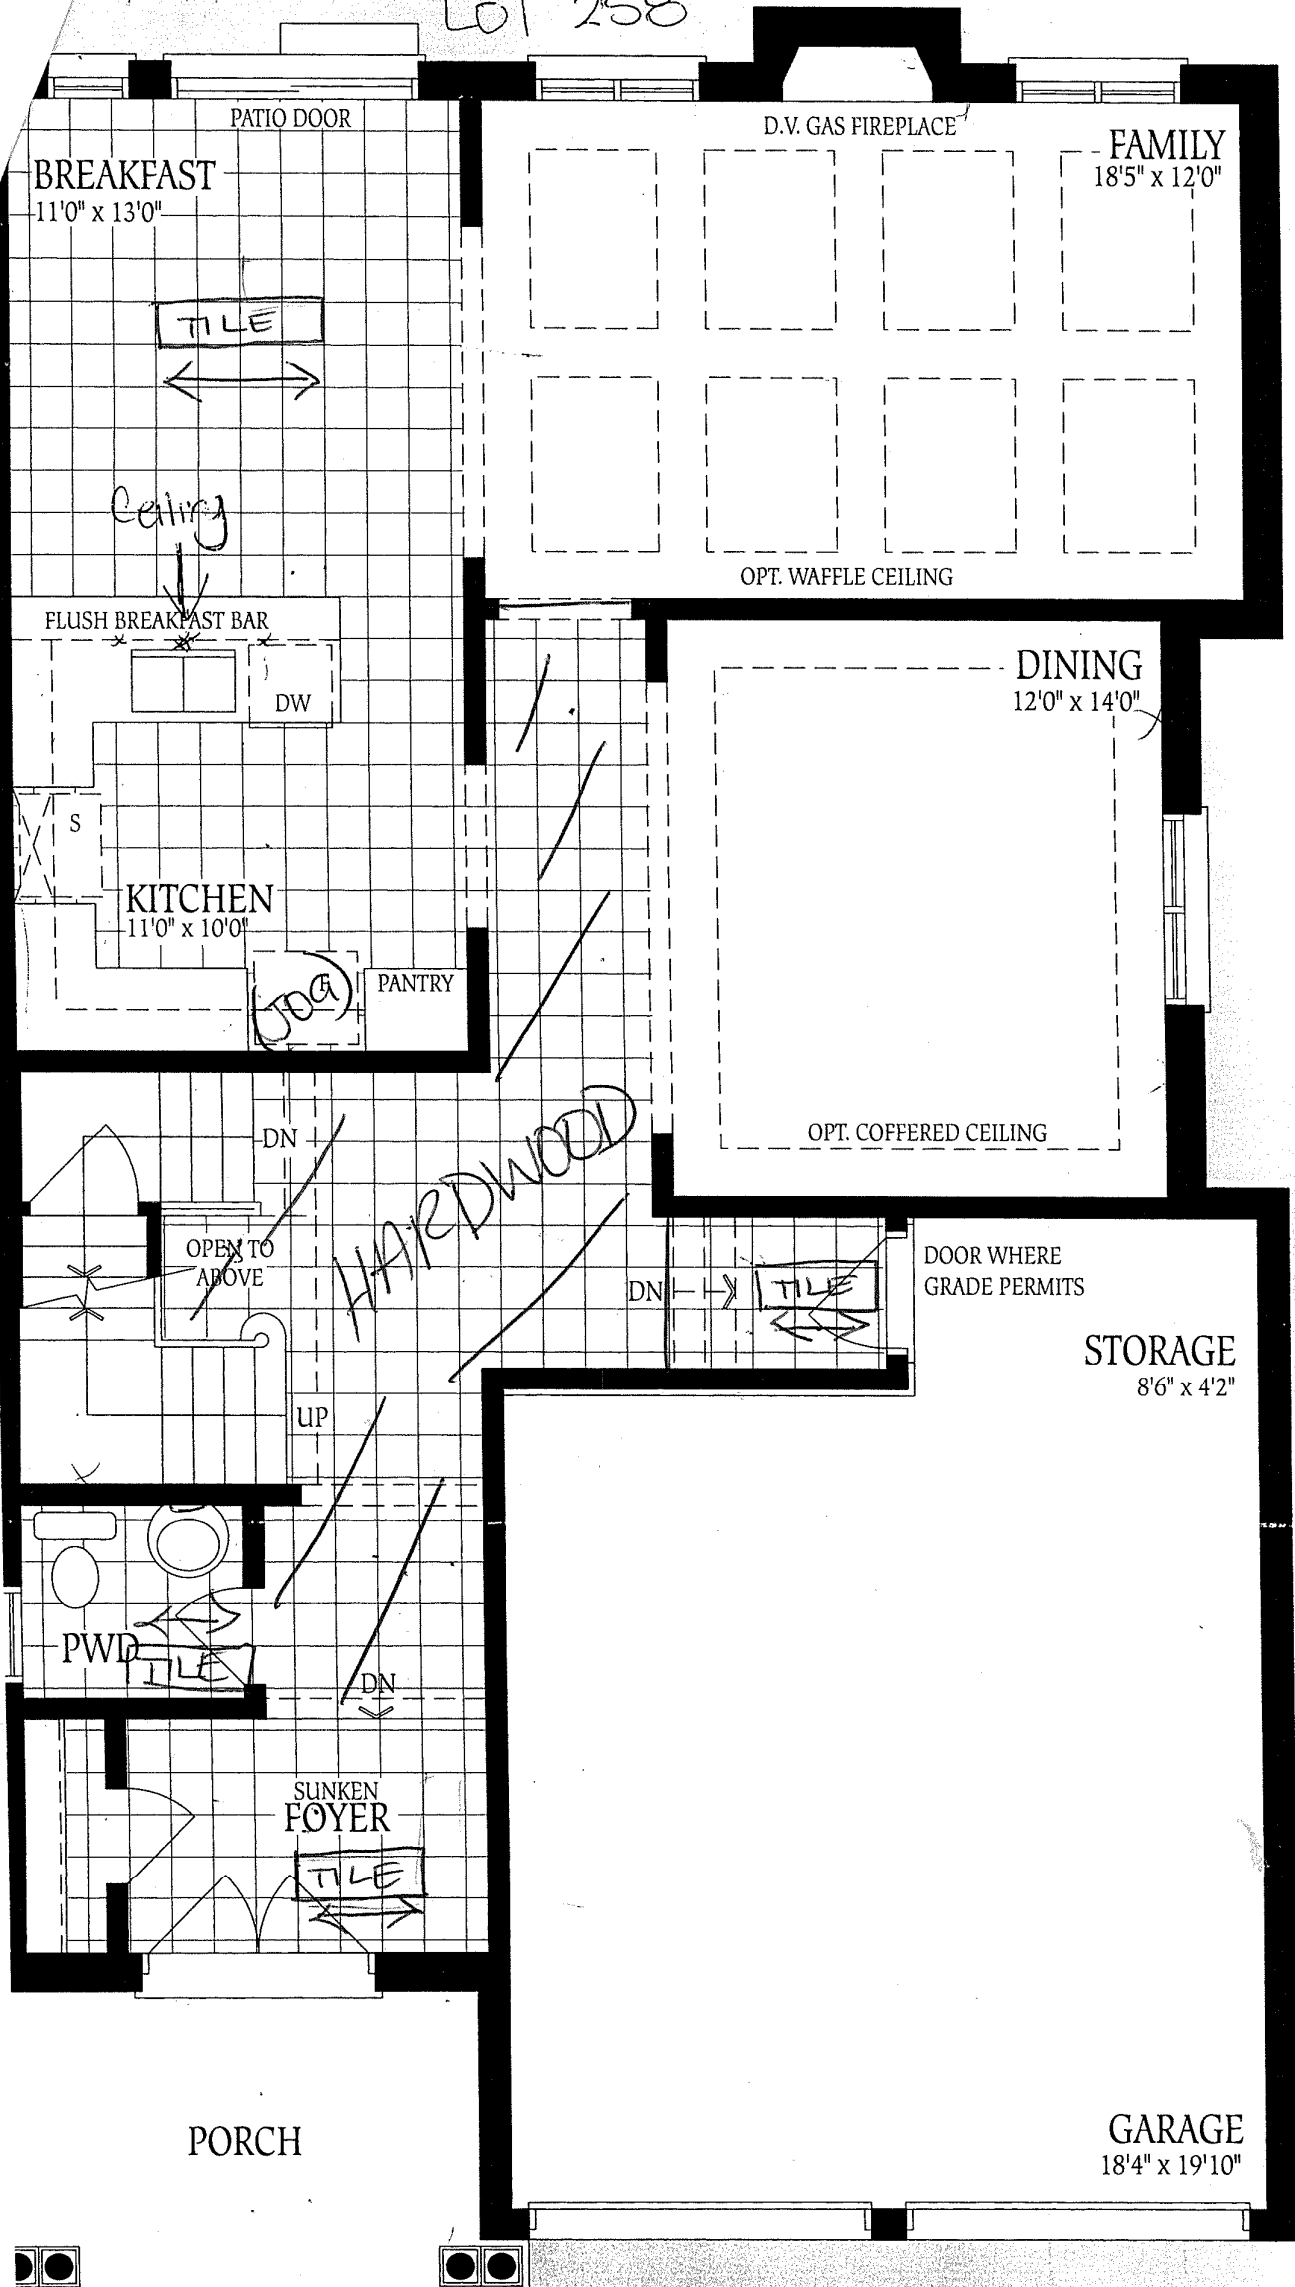 LOT 258
PATIO DOOR
D.V. GAS FIREPLACE
FAMILY
18'5" x 12'0"
BREAKFAST
11'0" x 13'0"
TILE
Ceiling
OPT. WAFFLE CEILING
FLUSH BREAKFAST BAR
DW
DINING
12'0" x 14'0"
S
KITCHEN
11'0" x 10'0"
F
JOG
PANTRY
DN
OPT. COFFERED CEILING
HARDWOOD
OPEN TO
ABOVE
DN
TILE
DOOR WHERE
GRADE PERMITS
STORAGE
8'6" x 4'2"
UP
PWD
TILE
DN
SUNKEN
FOYER
TILE
PORCH
GARAGE
18'4" x 19'10"